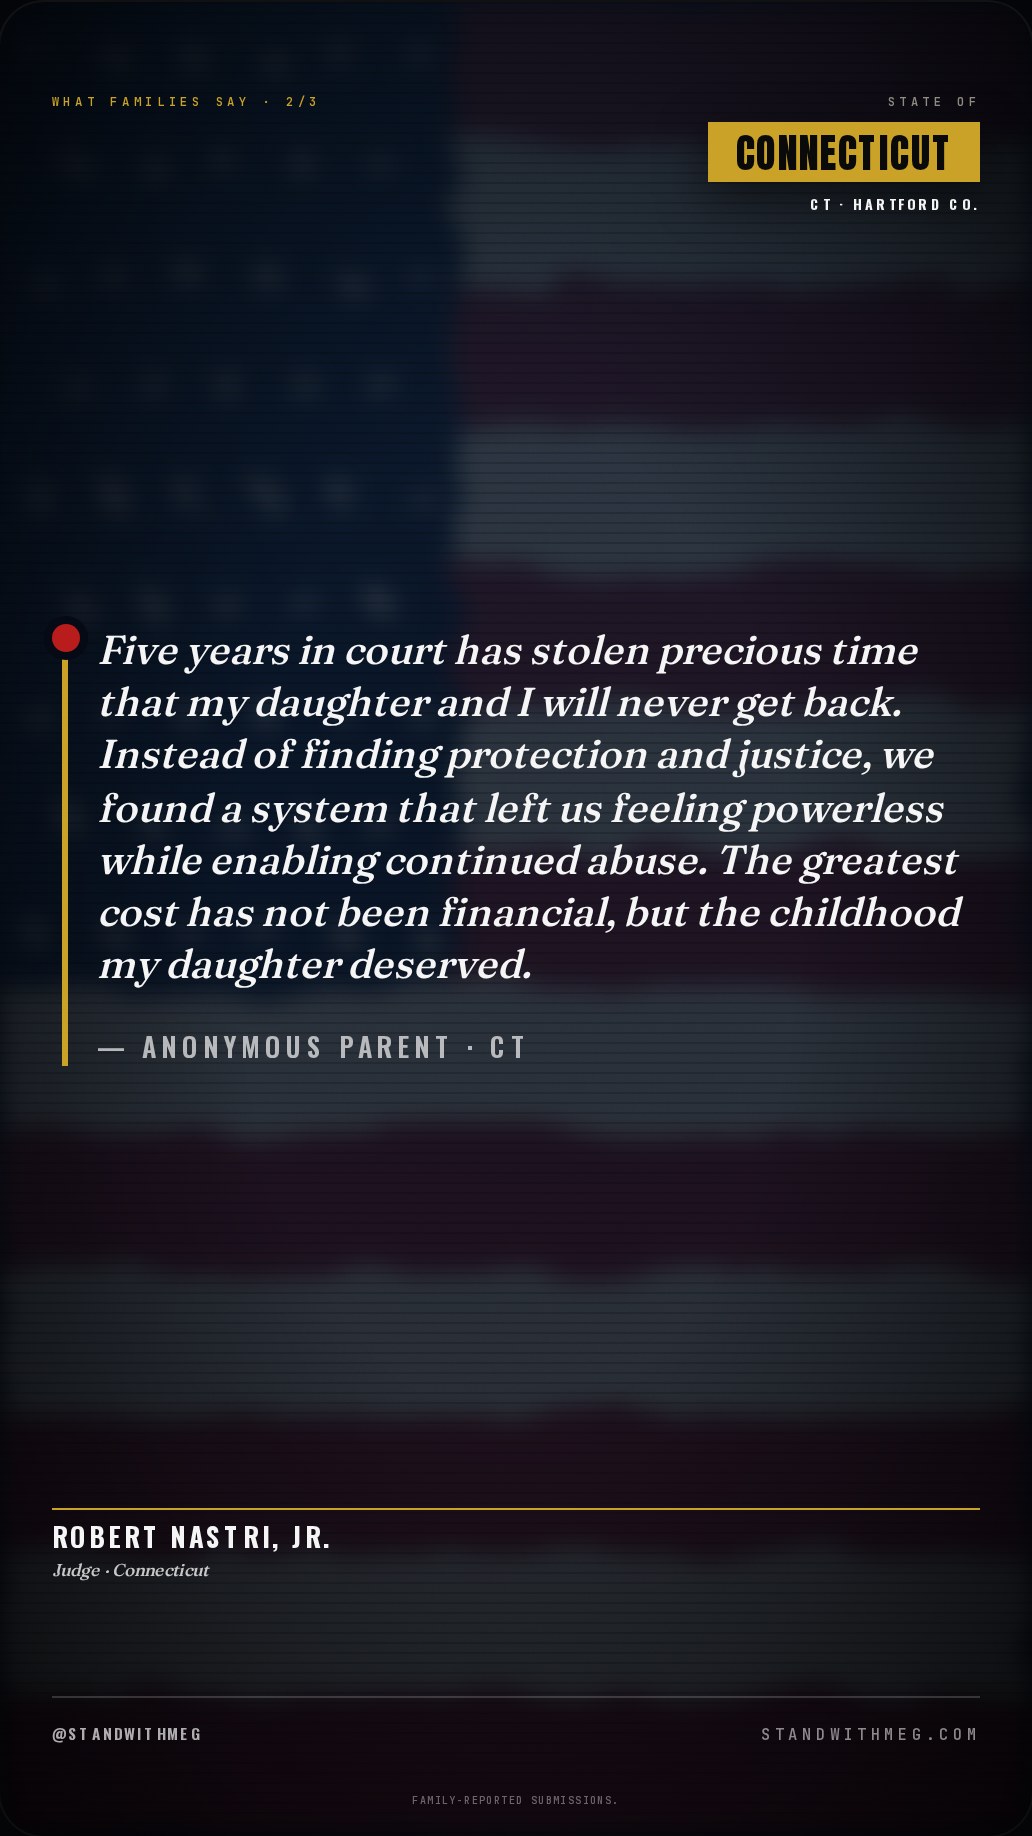 WHAT FAMILIES SAY · 2/3
STATE OF
CONNECTICUT
CT · HARTFORD CO.
Five years in court has stolen precious time
that my daughter and I will never get back.
Instead of finding protection and justice, we
found a system that left us feeling powerless
while enabling continued abuse. The greatest
cost has not been financial, but the childhood
my daughter deserved.
— ANONYMOUS PARENT · CT
ROBERT NASTRI, JR.
Judge · Connecticut
@STANDWITHMEG
STANDWITHMEG.COM
FAMILY-REPORTED SUBMISSIONS.